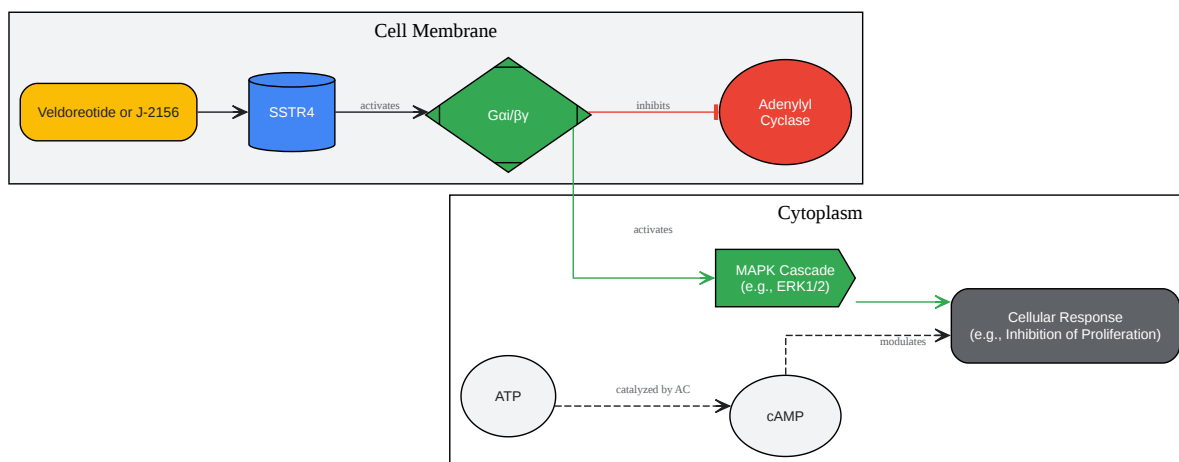 Cell Membrane
Veldoreotide or J-2156
SSTR4
activates
Gαi/βγ
inhibits
Adenylyl
Cyclase
Cytoplasm
activates
MAPK Cascade
(e.g., ERK1/2)
Cellular Response
(e.g., Inhibition of Proliferation)
modulates
ATP
catalyzed by AC
cAMP